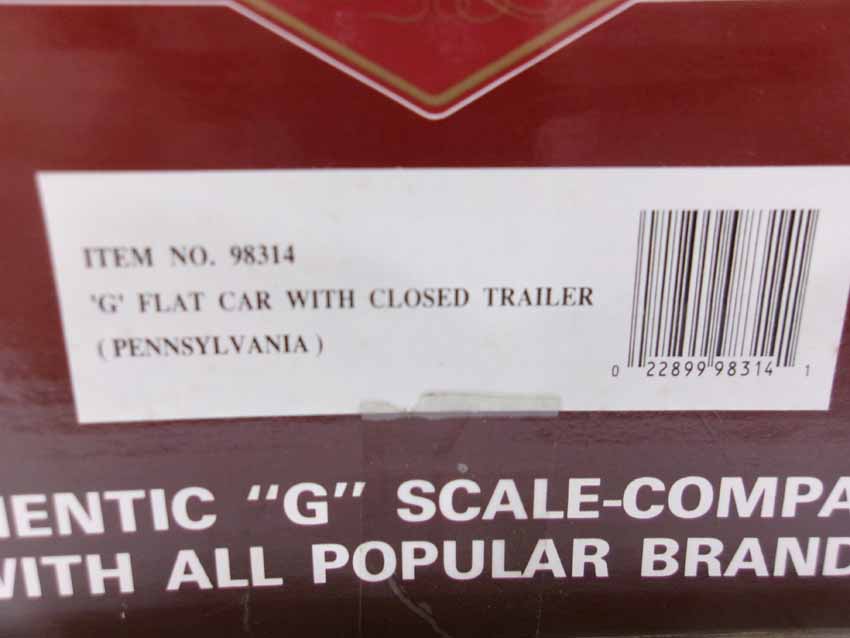 ITEM NO. 98314
'G' FLAT CAR WITH CLOSED TRAILER
(PENNSYLVANIA)
0 22899 98314 1
HENTIC "G" SCALE-COMPA
WITH ALL POPULAR BRAND